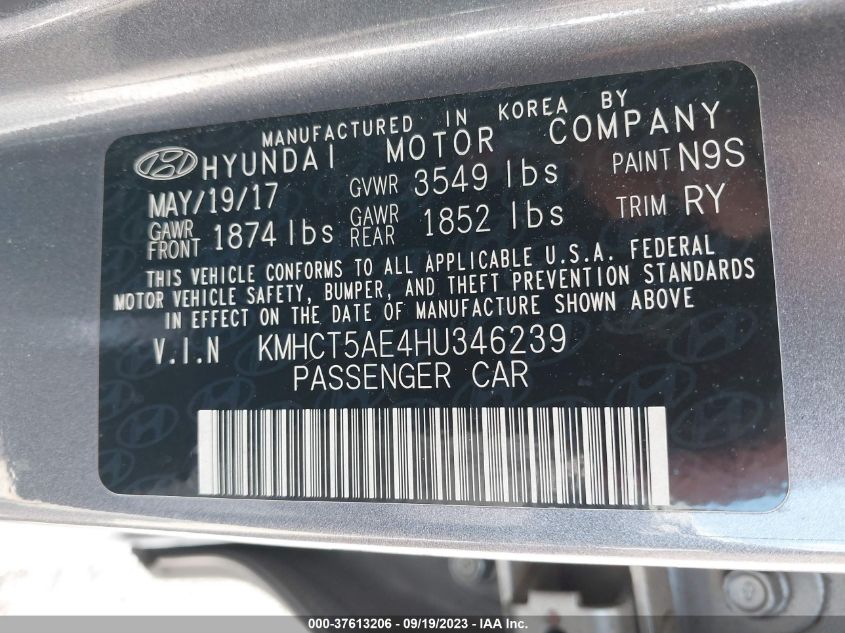 MANUFACTURED IN KOREA BY
HYUNDAI MOTOR COMPANY
MAY/19/17 GVWR 3549 lbs PAINT N9S
GAWR FRONT 1874 lbs GAWR REAR 1852 lbs TRIM RY
THIS VEHICLE CONFORMS TO ALL APPLICABLE U.S.A. FEDERAL
MOTOR VEHICLE SAFETY, BUMPER, AND THEFT PREVENTION STANDARDS
IN EFFECT ON THE DATE OF MANUFACTURE SHOWN ABOVE
V.I.N KMHCT5AE4HU346239
PASSENGER CAR
000-37613206 - 09/19/2023 - IAA Inc.